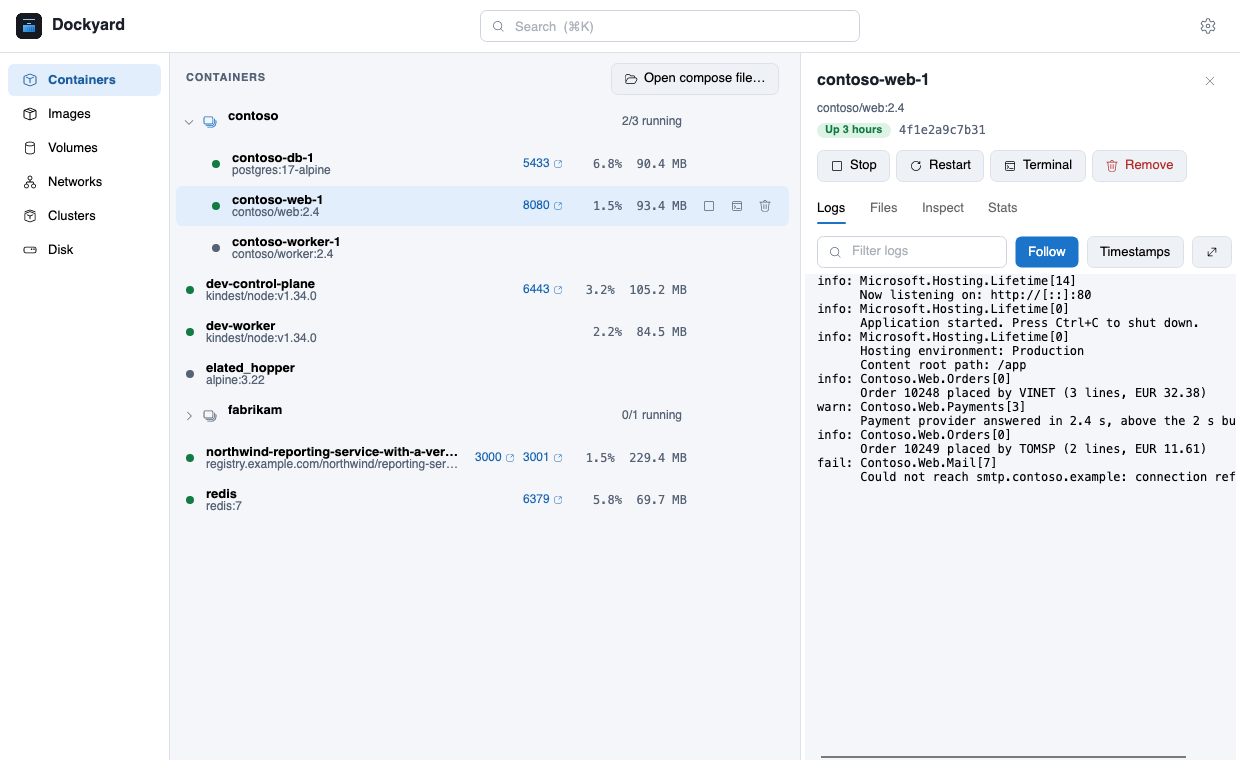 Dockyard
Search (⌘K)
Containers
Images
Volumes
Networks
Clusters
Disk
CONTAINERS
Open compose file…
contoso
2/3 running
contoso-db-1
postgres:17-alpine
5433
6.8% 90.4 MB
contoso-web-1
contoso/web:2.4
8080
1.5% 93.4 MB
contoso-worker-1
contoso/worker:2.4
dev-control-plane
kindest/node:v1.34.0
6443
3.2% 105.2 MB
dev-worker
kindest/node:v1.34.0
2.2% 84.5 MB
elated_hopper
alpine:3.22
fabrikam
0/1 running
northwind-reporting-service-with-a-ver…
registry.example.com/northwind/reporting-ser…
3000 3001
1.5% 229.4 MB
redis
redis:7
6379
5.8% 69.7 MB
contoso-web-1
contoso/web:2.4
Up 3 hours 4f1e2a9c7b31
Stop Restart Terminal Remove
Logs Files Inspect Stats
Filter logs Follow Timestamps
info: Microsoft.Hosting.Lifetime[14]
Now listening on: http://[::]:80
info: Microsoft.Hosting.Lifetime[0]
Application started. Press Ctrl+C to shut down.
info: Microsoft.Hosting.Lifetime[0]
Hosting environment: Production
Content root path: /app
info: Contoso.Web.Orders[0]
Order 10248 placed by VINET (3 lines, EUR 32.38)
warn: Contoso.Web.Payments[3]
Payment provider answered in 2.4 s, above the 2 s bu
info: Contoso.Web.Orders[0]
Order 10249 placed by TOMSP (2 lines, EUR 11.61)
fail: Contoso.Web.Mail[7]
Could not reach smtp.contoso.example: connection ref